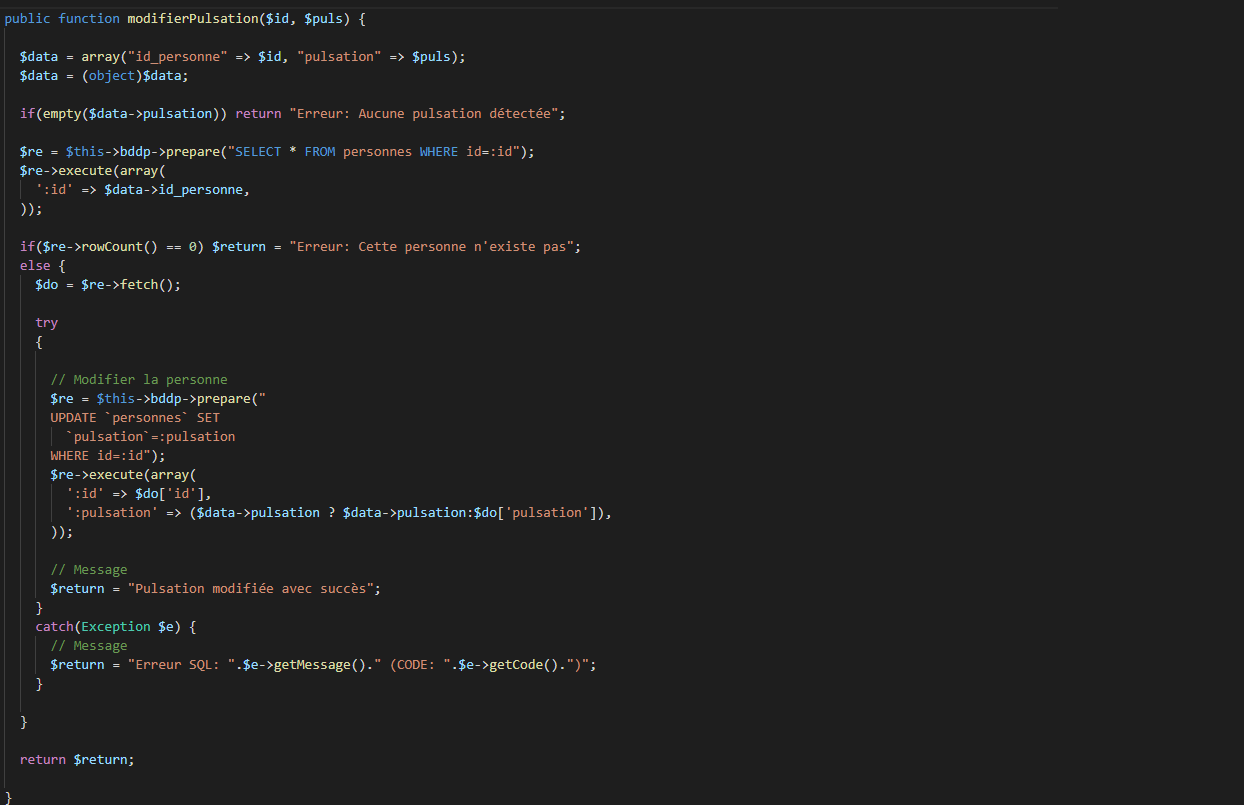 public function modifierPulsation($id, $puls) {
$data = array("id_personne" => $id, "pulsation" => $puls);
$data = (object)$data;
if(empty($data->pulsation)) return "Erreur: Aucune pulsation détectée";
$re = $this->bddp->prepare("SELECT * FROM personnes WHERE id=:id");
$re->execute(array(
':id' => $data->id_personne,
));
if($re->rowCount() == 0) $return = "Erreur: Cette personne n'existe pas";
else {
$do = $re->fetch();
try
{
// Modifier la personne
$re = $this->bddp->prepare("
UPDATE `personnes` SET
`pulsation`=:pulsation
WHERE id=:id");
$re->execute(array(
':id' => $do['id'],
':pulsation' => ($data->pulsation ? $data->pulsation:$do['pulsation']),
));
// Message
$return = "Pulsation modifiée avec succès";
}
catch(Exception $e) {
// Message
$return = "Erreur SQL: ".$e->getMessage()." (CODE: ".$e->getCode().")";
}
}
return $return;
}